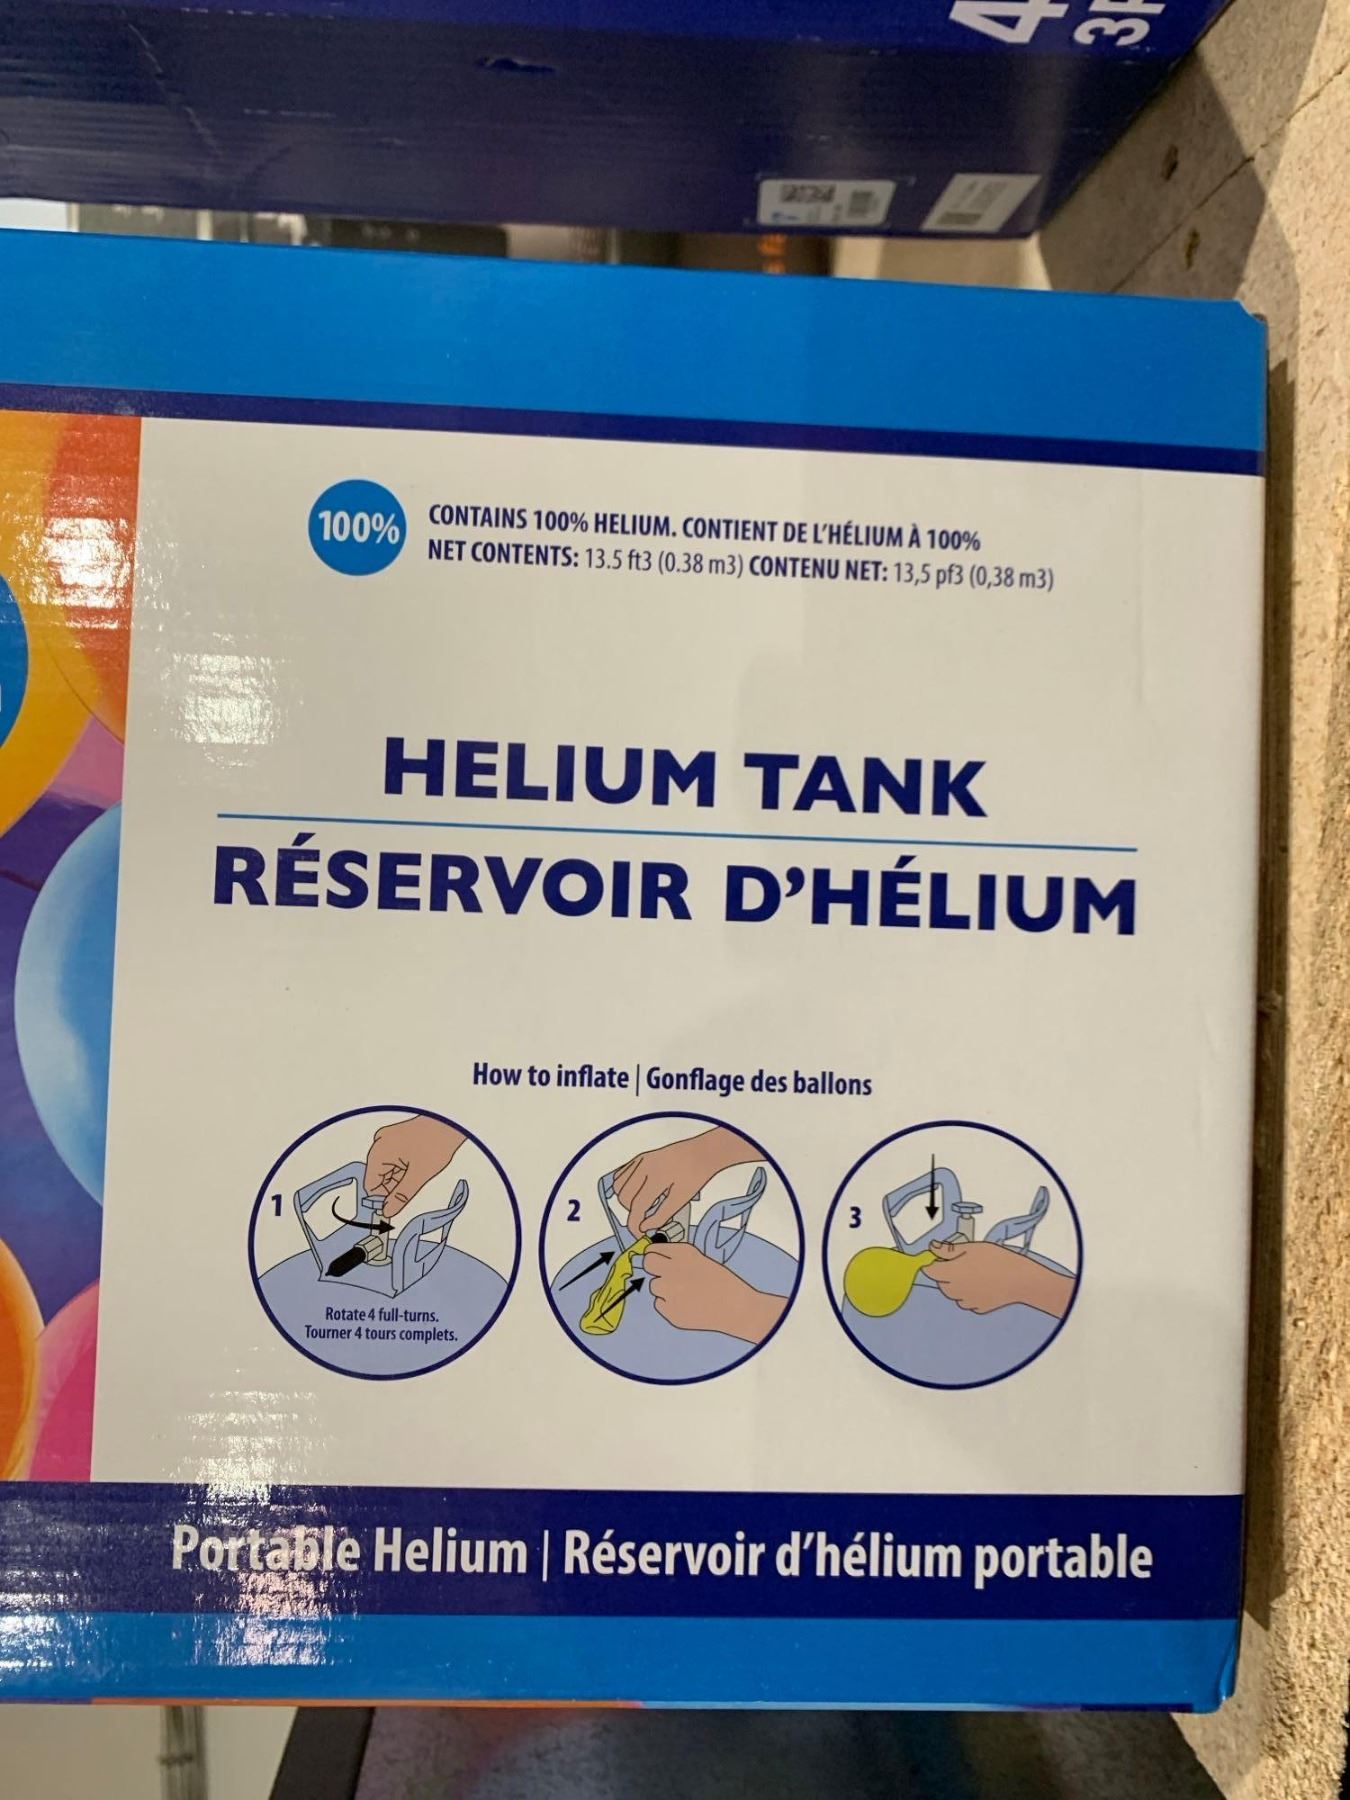 100%
CONTAINS 100% HELIUM. CONTIENT DE L'HÉLIUM À 100%
NET CONTENTS: 13.5 ft3 (0.38 m3) CONTENU NET: 13,5 pf3 (0,38 m3)
HELIUM TANK
RÉSERVOIR D'HÉLIUM
How to inflate | Gonflage des ballons
1
2
3
Rotate 4 full-turns.
Tourner 4 tours complets.
Portable Helium | Réservoir d'hélium portable